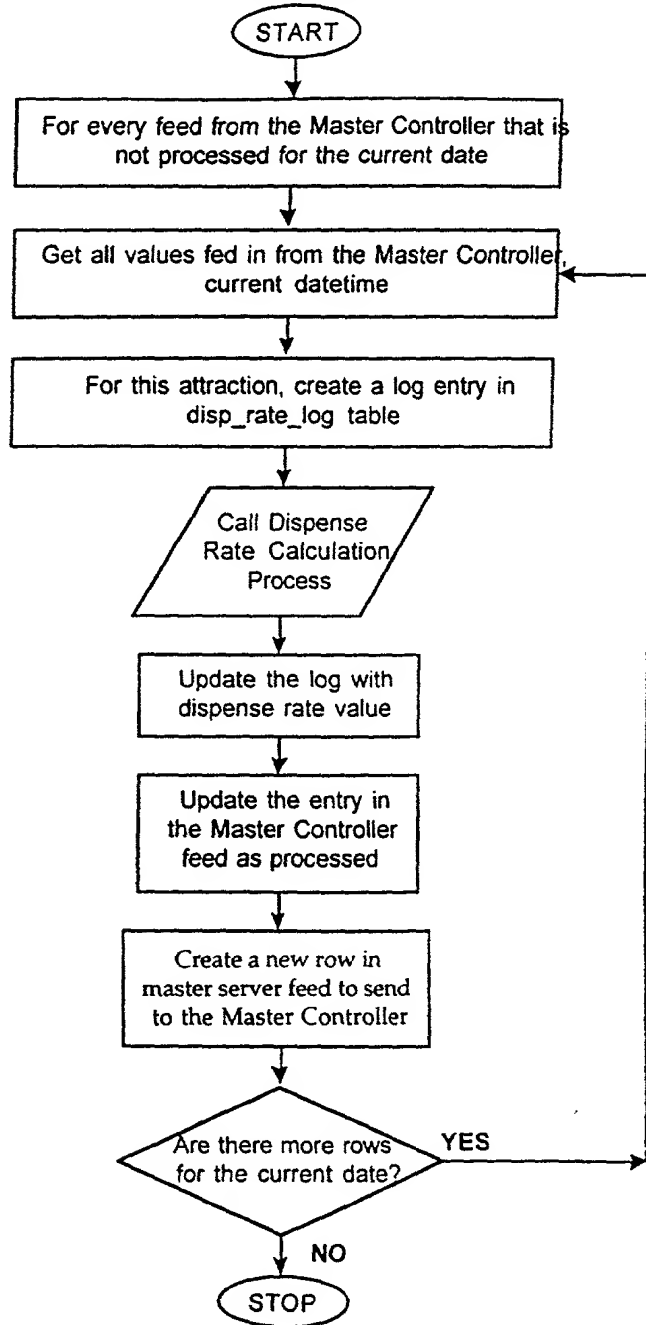 START
For every feed from the Master Controller that is
not processed for the current date
Get all values fed in from the Master Controller,
current datetime
For this attraction, create a log entry in
disp_rate_log table
Call Dispense
Rate Calculation
Process
Update the log with
dispense rate value
Update the entry in
the Master Controller
feed as processed
Create a new row in
master server feed to send
to the Master Controller
Are there more rows
for the current date?
YES
NO
STOP